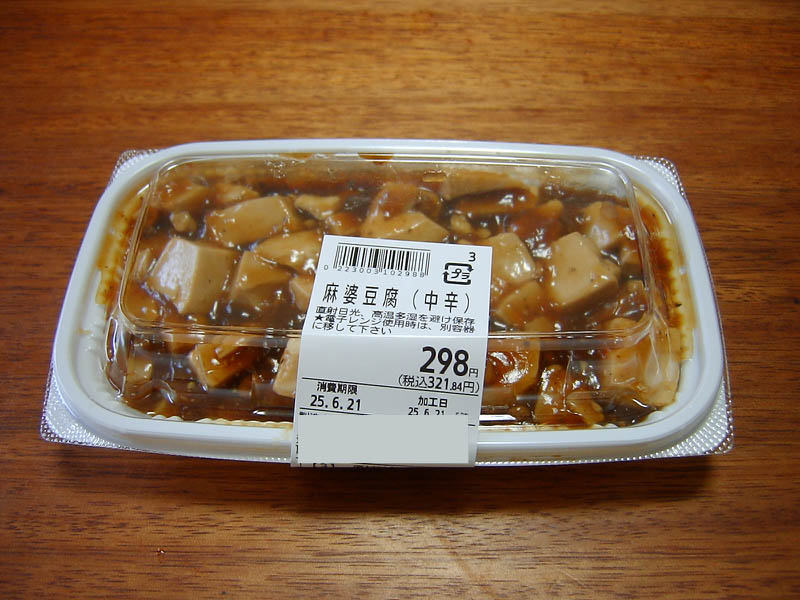 3
0223003102988
プラ
麻婆豆腐(中辛)
直射日光、高温多湿を避け保存
★電子レンジ使用時は、別容器
に移して下さい
298円
(税込321.84円)
消費期限 加工日
25.6.21 25.6.21